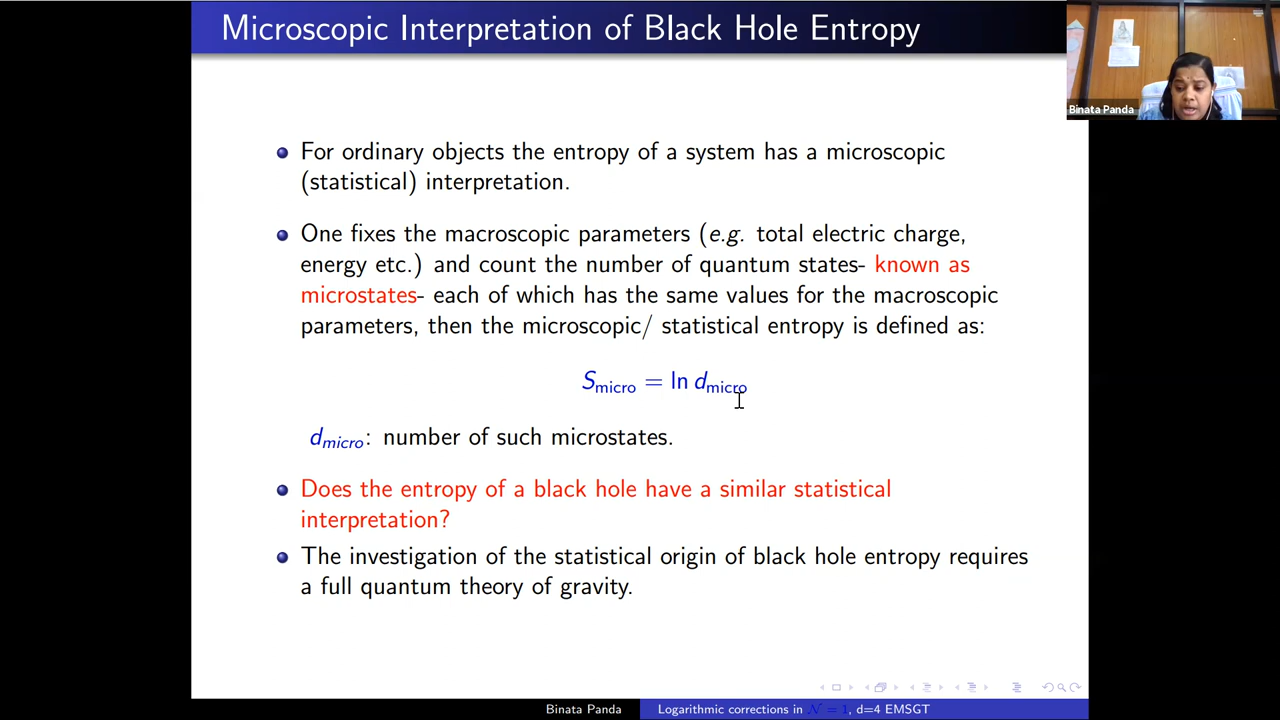 Microscopic Interpretation of Black Hole Entropy
Binata Panda
For ordinary objects the entropy of a system has a microscopic
(statistical) interpretation.
One fixes the macroscopic parameters (e.g. total electric charge,
energy etc.) and count the number of quantum states- known as
microstates- each of which has the same values for the macroscopic
parameters, then the microscopic/ statistical entropy is defined as:
S_micro = ln d_micro
d_micro: number of such microstates.
Does the entropy of a black hole have a similar statistical
interpretation?
The investigation of the statistical origin of black hole entropy requires
a full quantum theory of gravity.
Binata Panda
Logarithmic corrections in 𝒩 = 1, d=4 EMSGT